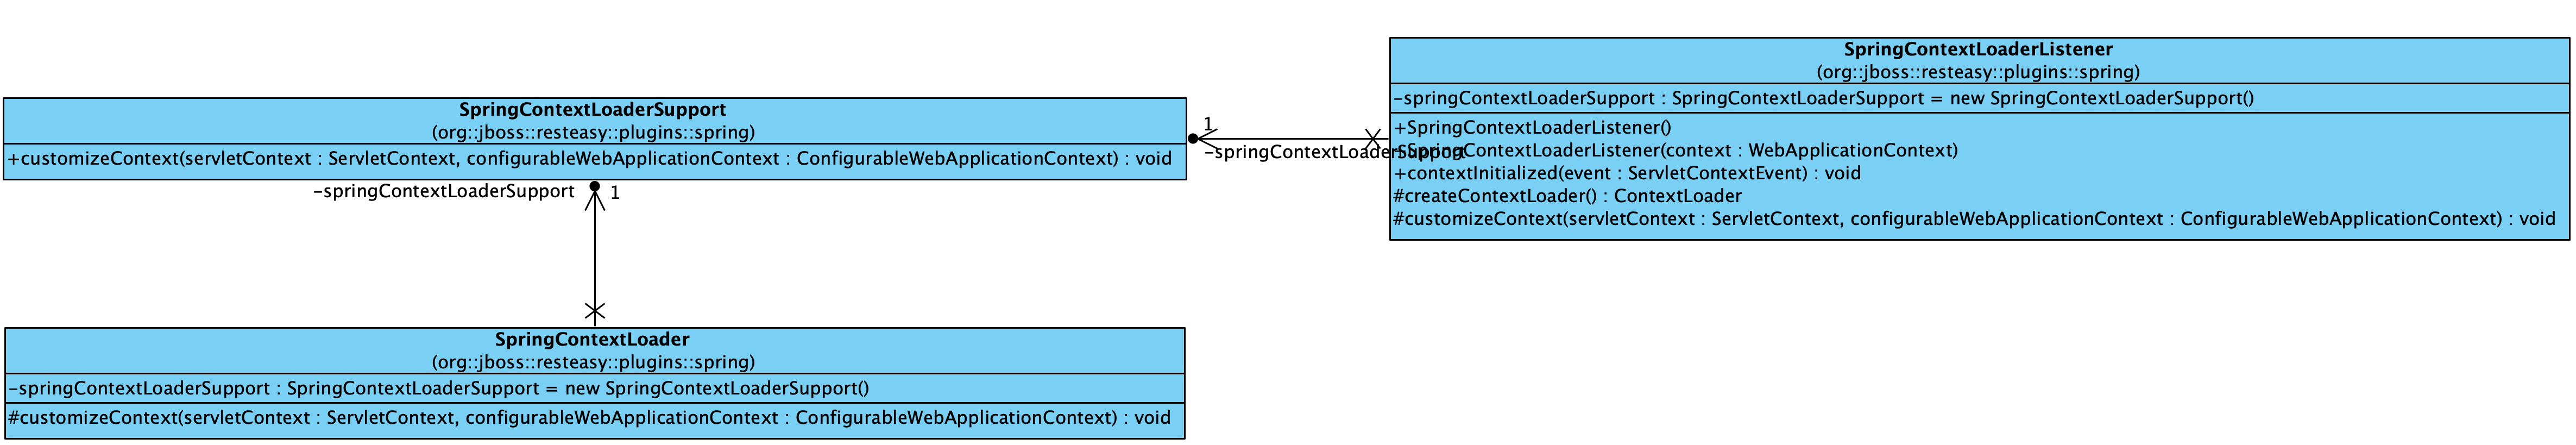 SpringContextLoaderSupport
(org::jboss::resteasy::plugins::spring)
+customizeContext(servletContext : ServletContext, configurableWebApplicationContext : ConfigurableWebApplicationContext) : void
1
-springContextLoaderSupport
SpringContextLoaderListener
(org::jboss::resteasy::plugins::spring)
-springContextLoaderSupport : SpringContextLoaderSupport = new SpringContextLoaderSupport()
+SpringContextLoaderListener()
+SpringContextLoaderListener(context : WebApplicationContext)
+contextInitialized(event : ServletContextEvent) : void
#createContextLoader() : ContextLoader
#customizeContext(servletContext : ServletContext, configurableWebApplicationContext : ConfigurableWebApplicationContext) : void
-springContextLoaderSupport
1
SpringContextLoader
(org::jboss::resteasy::plugins::spring)
-springContextLoaderSupport : SpringContextLoaderSupport = new SpringContextLoaderSupport()
#customizeContext(servletContext : ServletContext, configurableWebApplicationContext : ConfigurableWebApplicationContext) : void